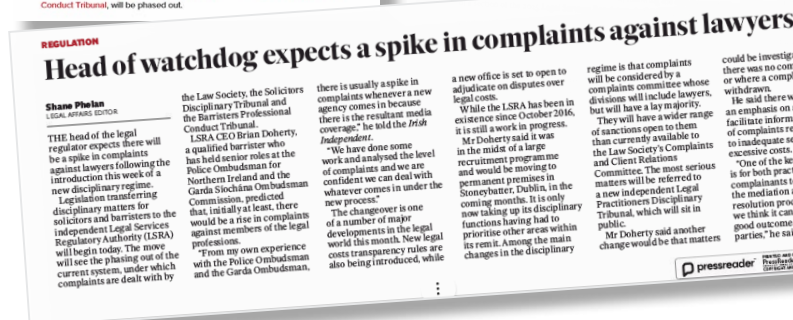 Conduct Tribunal, will be phased out.
REGULATION
Head of watchdog expects a spike in complaints against lawyers
Shane Phelan
LEGAL AFFAIRS EDITOR
THE head of the legal
regulator expects there will
be a spike in complaints
against lawyers following the
introduction this week of a
new disciplinary regime.
Legislation transferring
disciplinary matters for
solicitors and barristers to the
independent Legal Services
Regulatory Authority (LSRA)
will begin today. The move
will see the phasing out of the
current system, under which
complaints are dealt with by
the Law Society, the Solicitors
Disciplinary Tribunal and
the Barristers Professional
Conduct Tribunal.
LSRA CEO Brian Doherty,
a qualified barrister who
has held senior roles at the
Police Ombudsman for
Northern Ireland and the
Garda Síochána Ombudsman
Commission, predicted
that, initially at least, there
would be a rise in complaints
against members of the legal
professions.
"From my own experience
with the Police Ombudsman
and the Garda Ombudsman,
there is usually a spike in
complaints whenever a new
agency comes in because
there is the resultant media
coverage," he told the Irish
Independent.
"We have done some
work and analysed the level
of complaints and we are
confident we can deal with
whatever comes in under the
new process."
The changeover is one
of a number of major
developments in the legal
world this month. New legal
costs transparency rules are
also being introduced, while
a new office is set to open to
adjudicate on disputes over
legal costs.
While the LSRA has been in
existence since October 2016,
it is still a work in progress.
Mr Doherty said it was
in the midst of a large
recruitment programme
and would be moving to
permanent premises in
Stoneybatter, Dublin, in the
coming months. It is only
now taking up its disciplinary
functions having had to
prioritise other areas within
its remit. Among the main
changes in the disciplinary
regime is that complaints
will be considered by a
complaints committee whose
divisions will include lawyers,
but will have a lay majority.
They will have a wider range
of sanctions open to them
than currently available to
the Law Society's Complaints
and Client Relations
Committee. The most serious
matters will be referred to
a new independent Legal
Practitioners Disciplinary
Tribunal, which will sit in
public.
Mr Doherty said another
change would be that matters
could be investig
there was no com
or where a compl
withdrawn.
He said there w
an emphasis on
facilitate inform
of complaints re
to inadequate se
excessive costs.
"One of the ke
is for both pract
complainants to
the mediation a
resolution proc
we think it can
good outcome
parties," he sai
pressreader